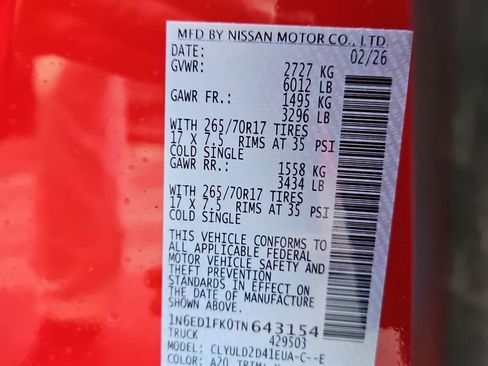 MFD BY NISSAN MOTOR CO., LTD.
DATE: 02/26
GVWR: 2727 KG
6012 LB
GAWR FR.: 1495 KG
3296 LB
WITH 265/70R17 TIRES
17 X 7.5 RIMS AT 35 PSI
COLD SINGLE
GAWR RR.: 1558 KG
3434 LB
WITH 265/70R17 TIRES
17 X 7.5 RIMS AT 35 PSI
COLD SINGLE
THIS VEHICLE CONFORMS TO
ALL APPLICABLE FEDERAL
MOTOR VEHICLE SAFETY AND
THEFT PREVENTION
STANDARDS IN EFFECT ON
THE DATE OF MANUFACTURE
SHOWN ABOVE.
1N6ED1FK0TN643154
TRUCK 429503
MODEL: CLYULD2D41EUA-C--E
COLOR: A20 TRIM: